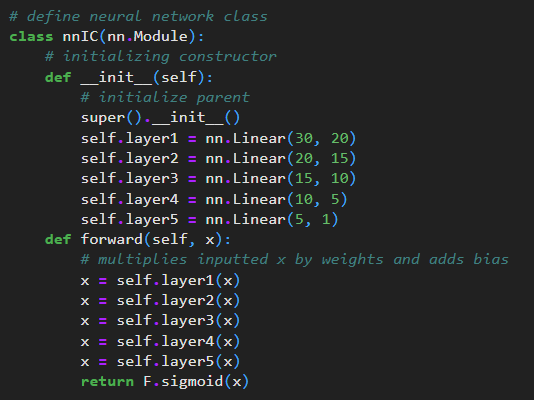 # define neural network class
class nnIC(nn.Module):
    # initializing constructor
    def __init__(self):
        # initialize parent
        super().__init__()
        self.layer1 = nn.Linear(30, 20)
        self.layer2 = nn.Linear(20, 15)
        self.layer3 = nn.Linear(15, 10)
        self.layer4 = nn.Linear(10, 5)
        self.layer5 = nn.Linear(5, 1)
    def forward(self, x):
        # multiplies inputted x by weights and adds bias
        x = self.layer1(x)
        x = self.layer2(x)
        x = self.layer3(x)
        x = self.layer4(x)
        x = self.layer5(x)
        return F.sigmoid(x)